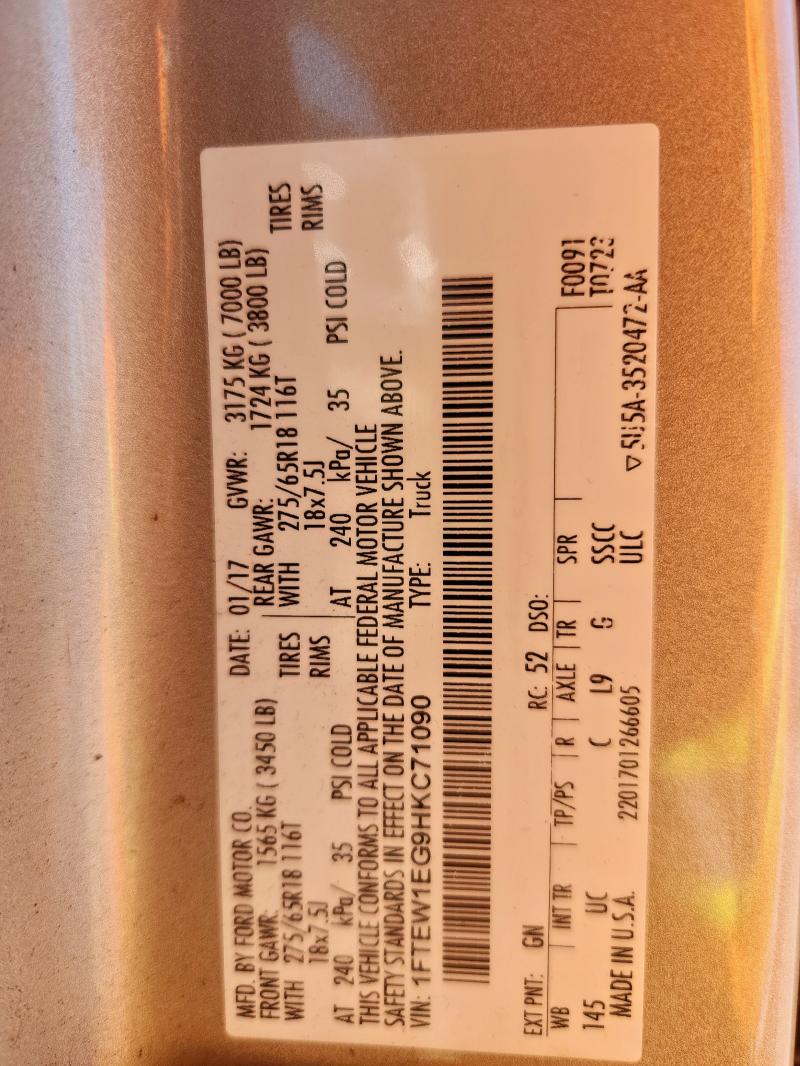 MFD. BY FORD MOTOR CO. DATE: 01/17 GVWR: 3175 KG ( 7000 LB)
FRONT GAWR: 1565 KG ( 3450 LB) REAR GAWR: 1724 KG ( 3800 LB)
WITH 275/65R18 116T TIRES WITH 275/65R18 116T TIRES
18x7.5J RIMS 18x7.5J RIMS
AT 240 kPa/ 35 PSI COLD AT 240 kPa/ 35 PSI COLD
THIS VEHICLE CONFORMS TO ALL APPLICABLE FEDERAL MOTOR VEHICLE
SAFETY STANDARDS IN EFFECT ON THE DATE OF MANUFACTURE SHOWN ABOVE.
VIN: 1FTEW1EG9HKC71090 TYPE: Truck
EXT PNT: GN RC: 52 DSO:
WB INT TR TP/PS R AXLE TR SPR F0091
145 UC C L9 G SSCC T0723
MADE IN U.S.A. 2201701266605 ULC